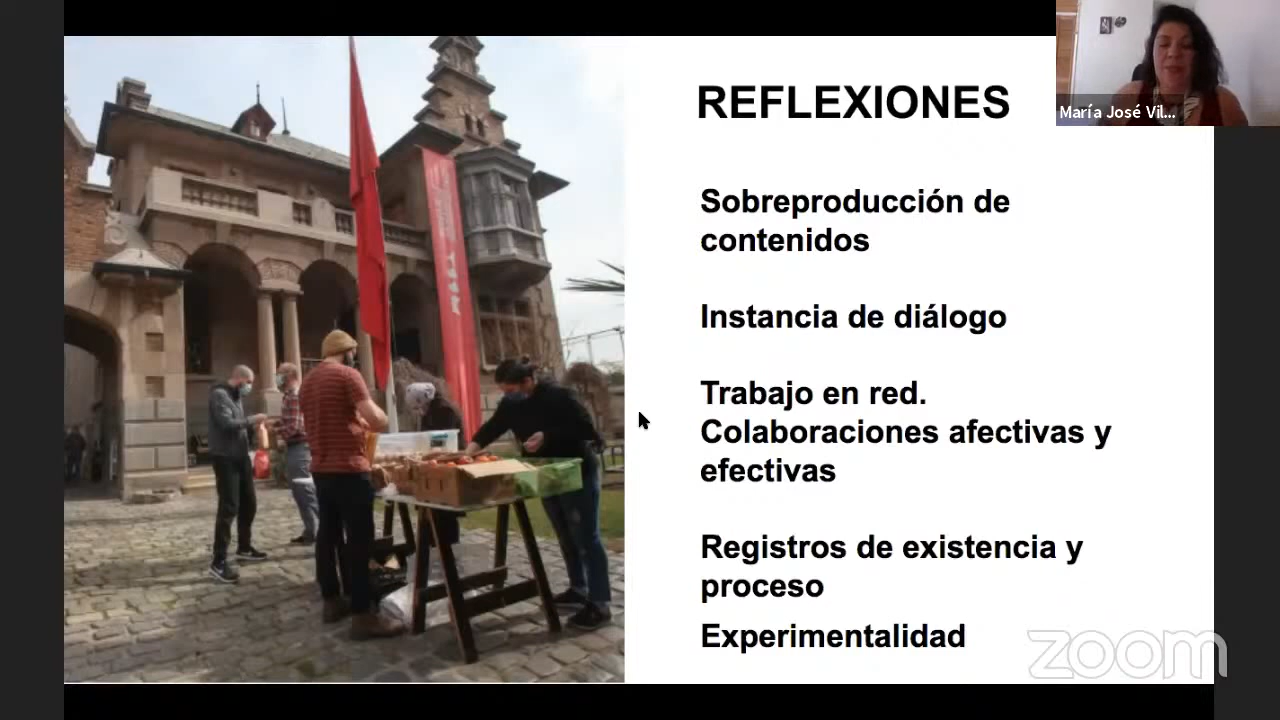 REFLEXIONES
María José Vil...
Sobreproducción de
contenidos
Instancia de diálogo
Trabajo en red.
Colaboraciones afectivas y
efectivas
Registros de existencia y
proceso
Experimentalidad
zoom